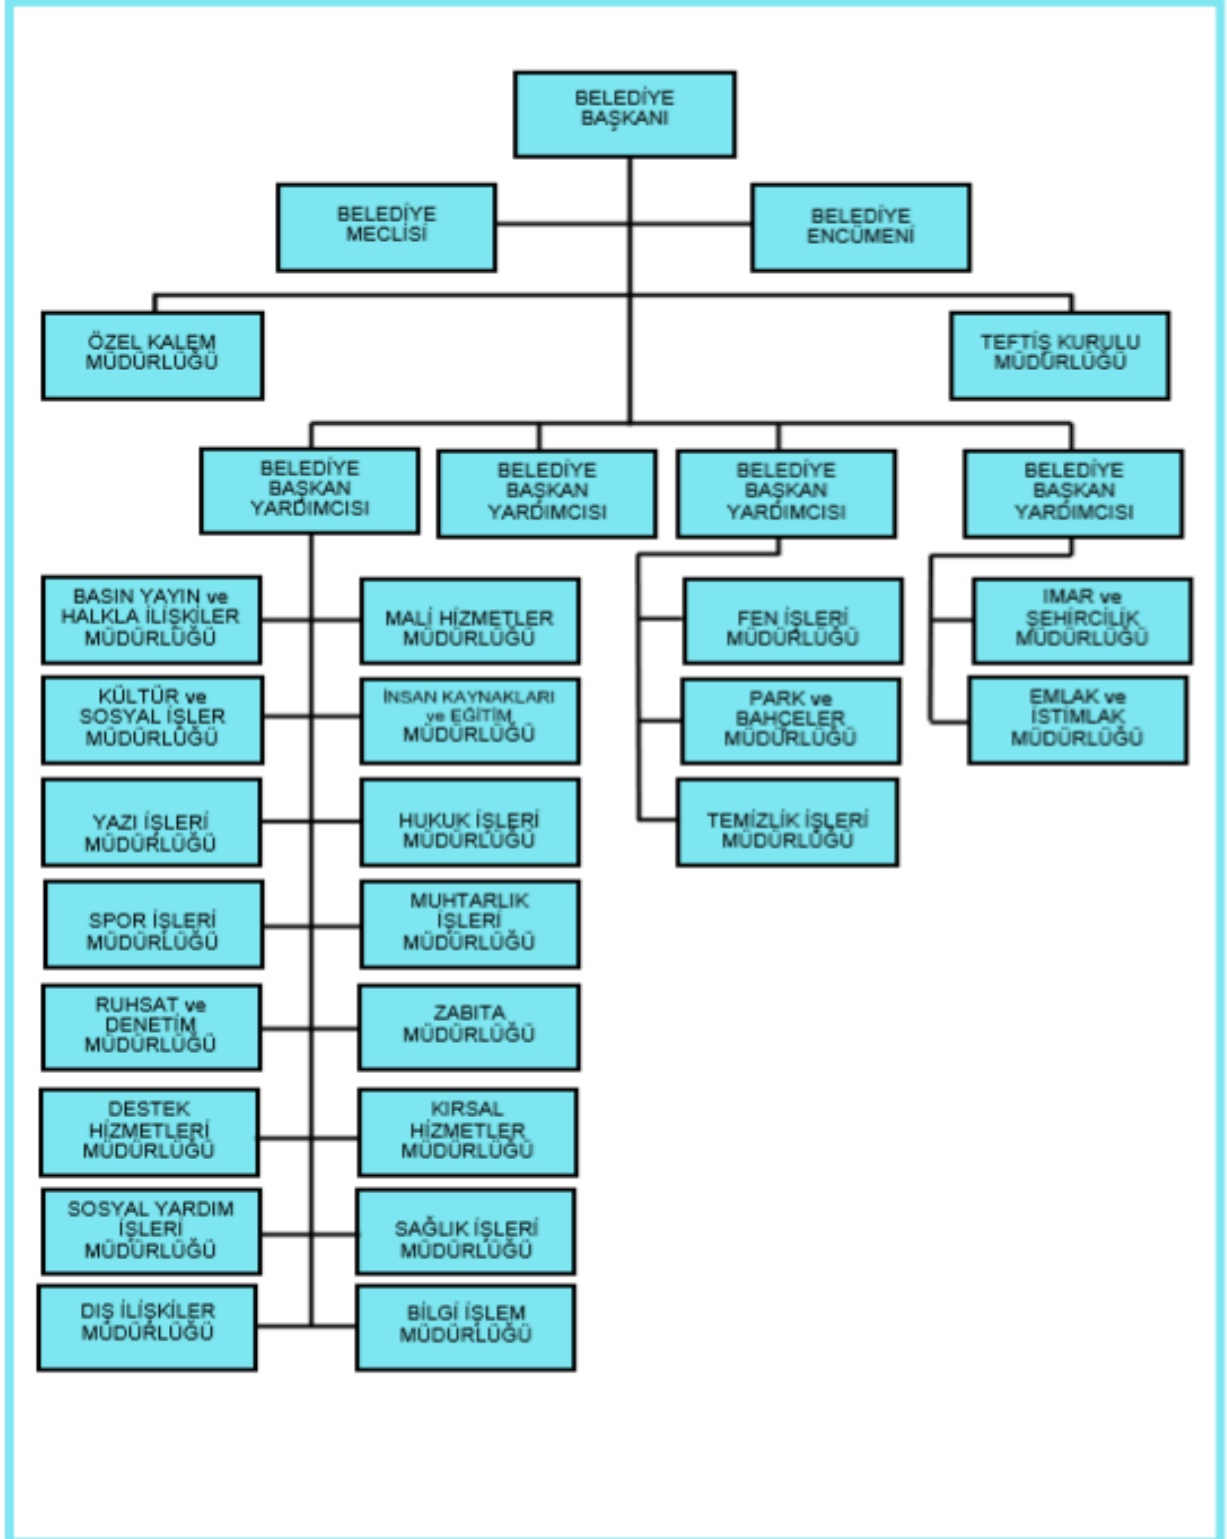 BELEDİYE
BAŞKANI
BELEDİYE
MECLİSİ
BELEDİYE
ENCÜMENİ
ÖZEL KALEM
MÜDÜRLÜĞÜ
TEFTİŞ KURULU
MÜDÜRLÜĞÜ
BELEDİYE
BAŞKAN
YARDIMCISI
BELEDİYE
BAŞKAN
YARDIMCISI
BELEDİYE
BAŞKAN
YARDIMCISI
BELEDİYE
BAŞKAN
YARDIMCISI
BASIN YAYIN ve
HALKLA İLİŞKİLER
MÜDÜRLÜĞÜ
MALİ HİZMETLER
MÜDÜRLÜĞÜ
FEN İŞLERİ
MÜDÜRLÜĞÜ
IMAR ve
ŞEHİRCİLİK
MÜDÜRLÜĞÜ
KÜLTÜR ve
SOSYAL İŞLER
MÜDÜRLÜĞÜ
İNSAN KAYNAKLARI
ve EĞİTİM
MÜDÜRLÜĞÜ
PARK ve
BAHÇELER
MÜDÜRLÜĞÜ
EMLAK ve
İSTİMLAK
MÜDÜRLÜĞÜ
YAZI İŞLERİ
MÜDÜRLÜĞÜ
HUKUK İŞLERİ
MÜDÜRLÜĞÜ
TEMİZLİK İŞLERİ
MÜDÜRLÜĞÜ
SPOR İŞLERİ
MÜDÜRLÜĞÜ
MUHTARLIK
İŞLERİ
MÜDÜRLÜĞÜ
RUHSAT ve
DENETİM
MÜDÜRLÜĞÜ
ZABITA
MÜDÜRLÜĞÜ
DESTEK
HİZMETLERİ
MÜDÜRLÜĞÜ
KIRSAL
HİZMETLER
MÜDÜRLÜĞÜ
SOSYAL YARDIM
İŞLERİ
MÜDÜRLÜĞÜ
SAĞLIK İŞLERİ
MÜDÜRLÜĞÜ
DIŞ İLİŞKİLER
MÜDÜRLÜĞÜ
BİLGİ İŞLEM
MÜDÜRLÜĞÜ